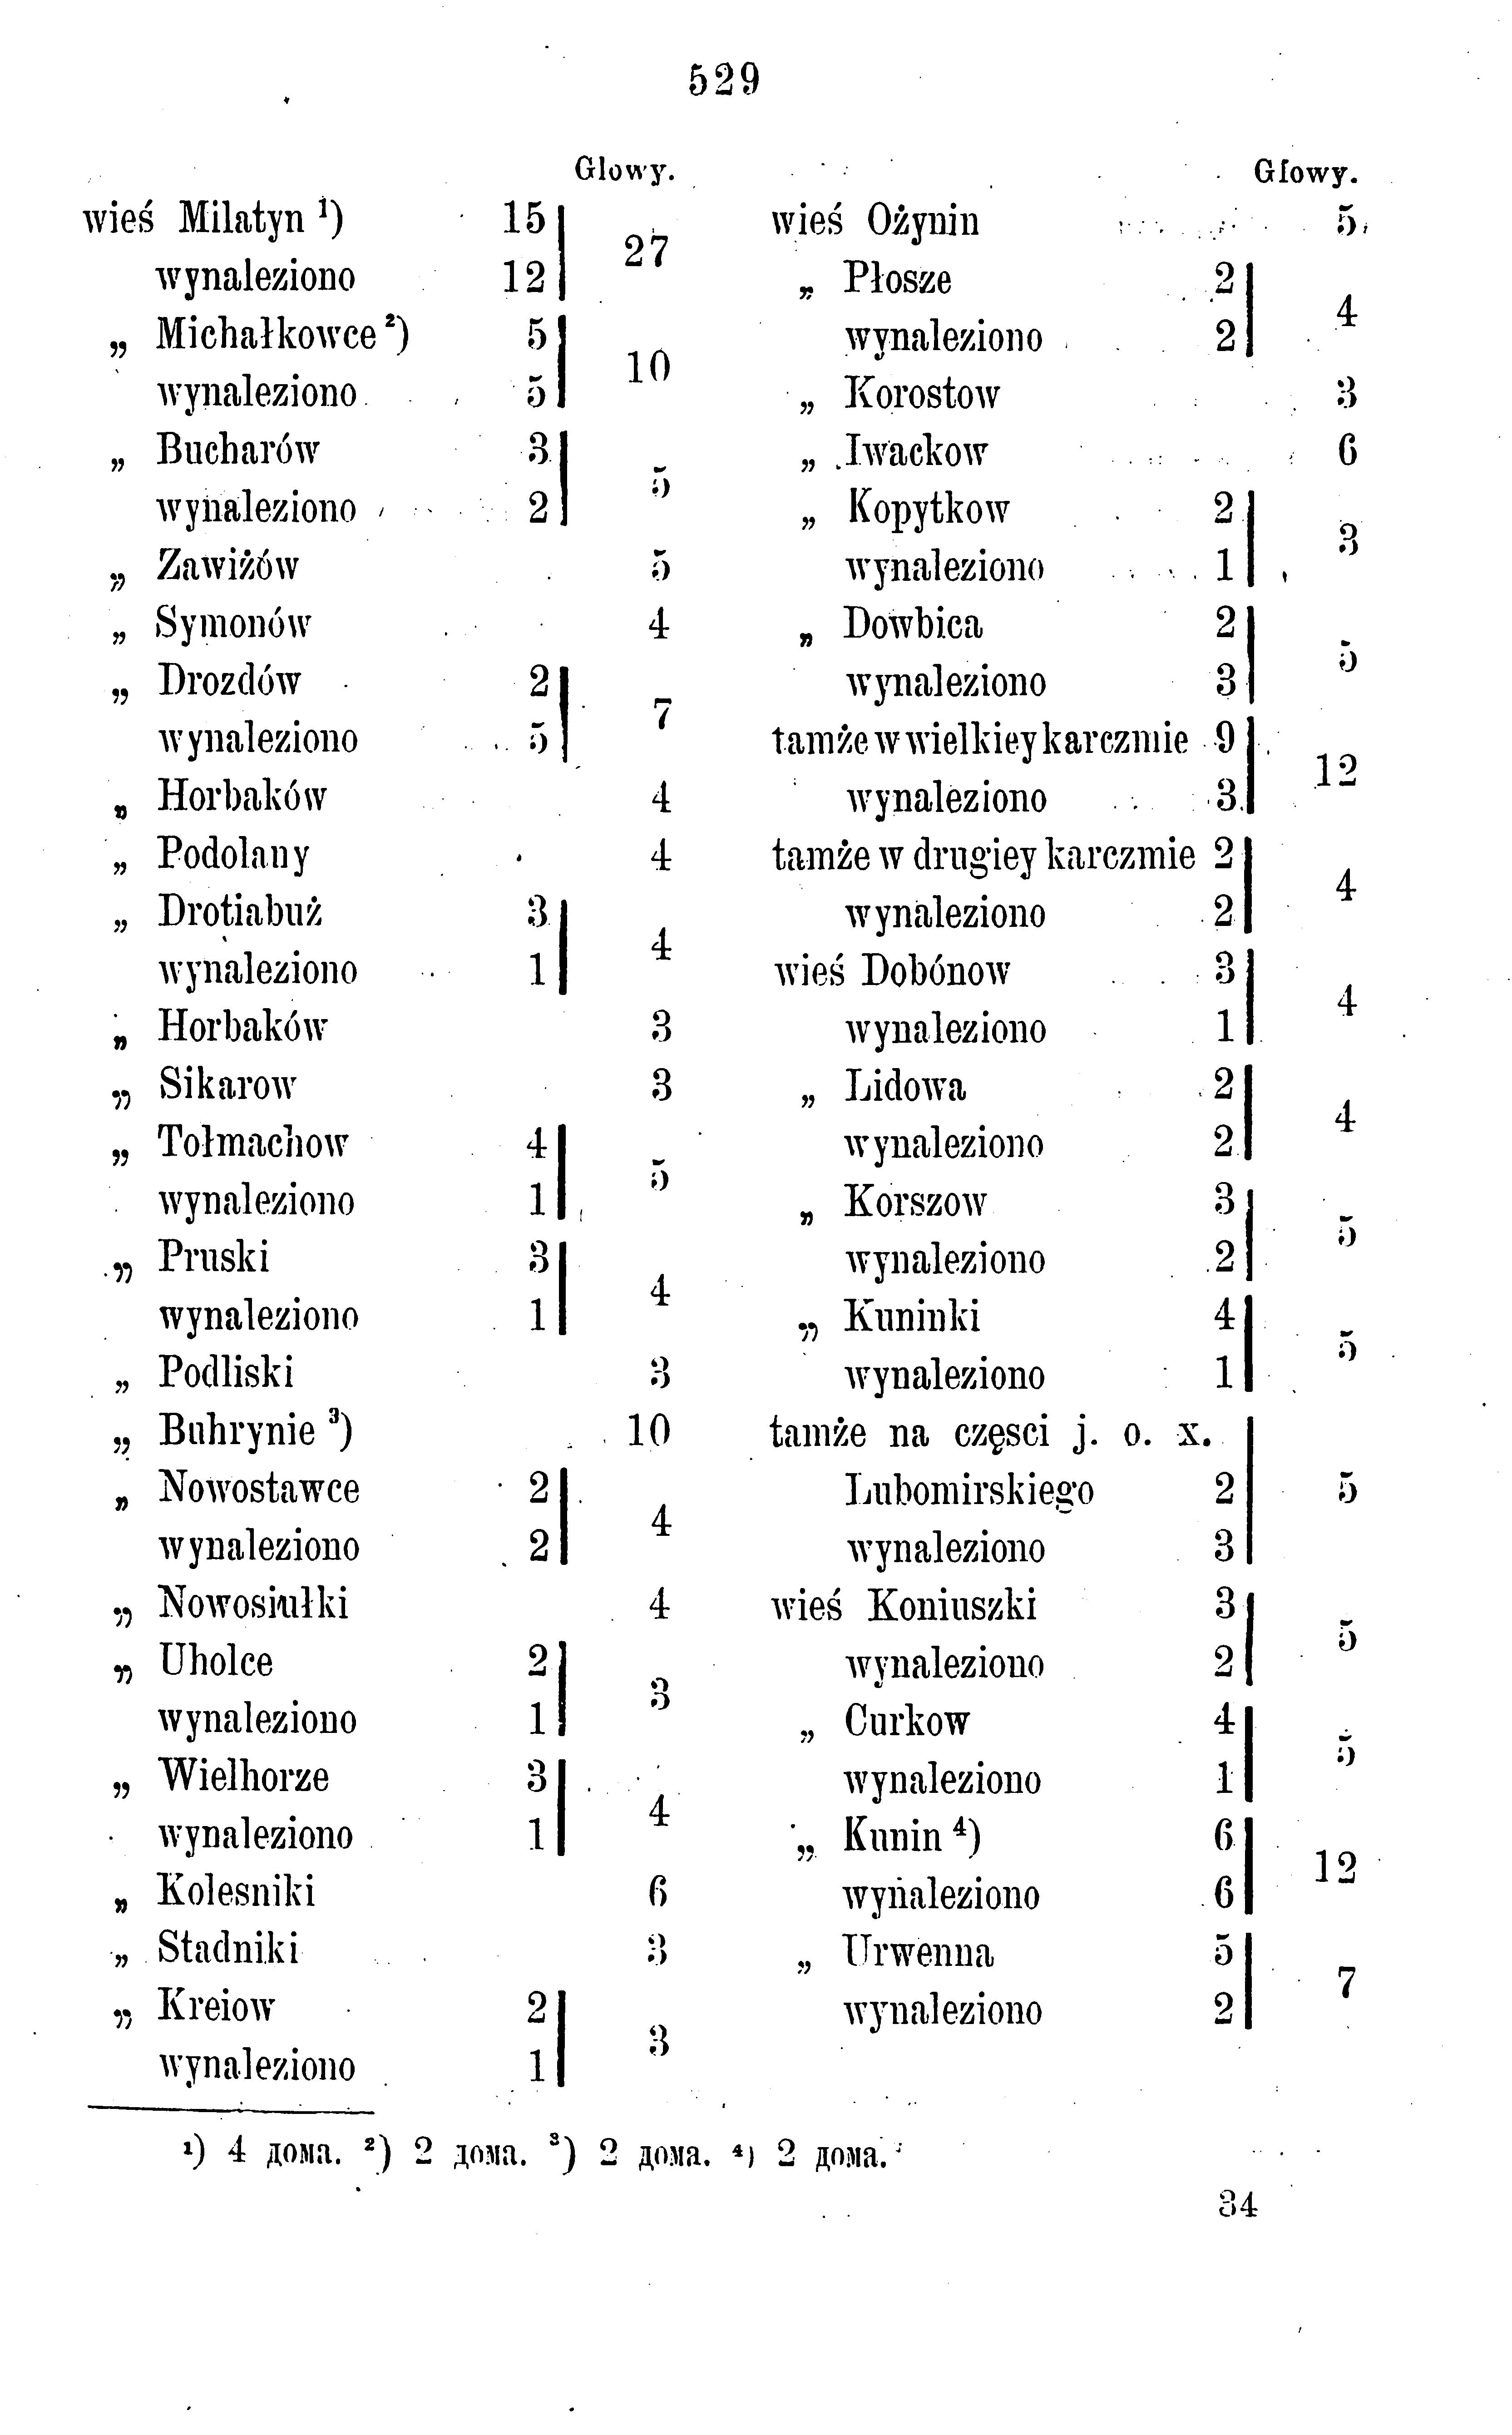 529
Głowy.
wieś Milatyn ¹) 15
27
wynaleziono 12
„ Michałkowce ²) 5
10
wynaleziono 5
„ Bucharów 3
5
wynaleziono 2
„ Zawiżów 5
„ Symonów 4
„ Drozdów 2
7
wynaleziono 5
„ Horbaków 4
„ Podolany 4
„ Drotiabuż 3
4
wynaleziono 1
„ Horbaków 3
„ Sikarow 3
„ Tołmachow 4
5
wynaleziono 1
„ Pruski 3
4
wynaleziono 1
„ Podliski 3
„ Buhrynie ³) 10
„ Nowostawce 2
4
wynaleziono 2
„ Nowosiułki 4
„ Uholce 2
3
wynaleziono 1
„ Wielhorze 3
4
wynaleziono 1
„ Kolesniki 6
„ Stadniki 3
„ Kreiow 2
3
wynaleziono 1
Głowy.
wieś Ożynin 5
„ Płosze 2
4
wynaleziono 2
„ Korostow 3
„ Iwackow 6
„ Kopytkow 2
3
wynaleziono 1
„ Dowbica 2
5
wynaleziono 3
tamże w wielkiey karczmie 9
12
wynaleziono 3
tamże w drugiey karczmie 2
4
wynaleziono 2
wieś Dobónow 3
4
wynaleziono 1
„ Lidowa 2
4
wynaleziono 2
„ Korszow 3
5
wynaleziono 2
„ Kuninki 4
5
wynaleziono 1
tamże na częsci j. o. x.
Lubomirskiego 2 5
wynaleziono 3
wieś Koniuszki 3
5
wynaleziono 2
„ Curkow 4
5
wynaleziono 1
„ Kunin ⁴) 6
12
wynaleziono 6
„ Urwenna 5
7
wynaleziono 2
¹) 4 дома. ²) 2 дома. ³) 2 дома. ⁴) 2 дома.
34